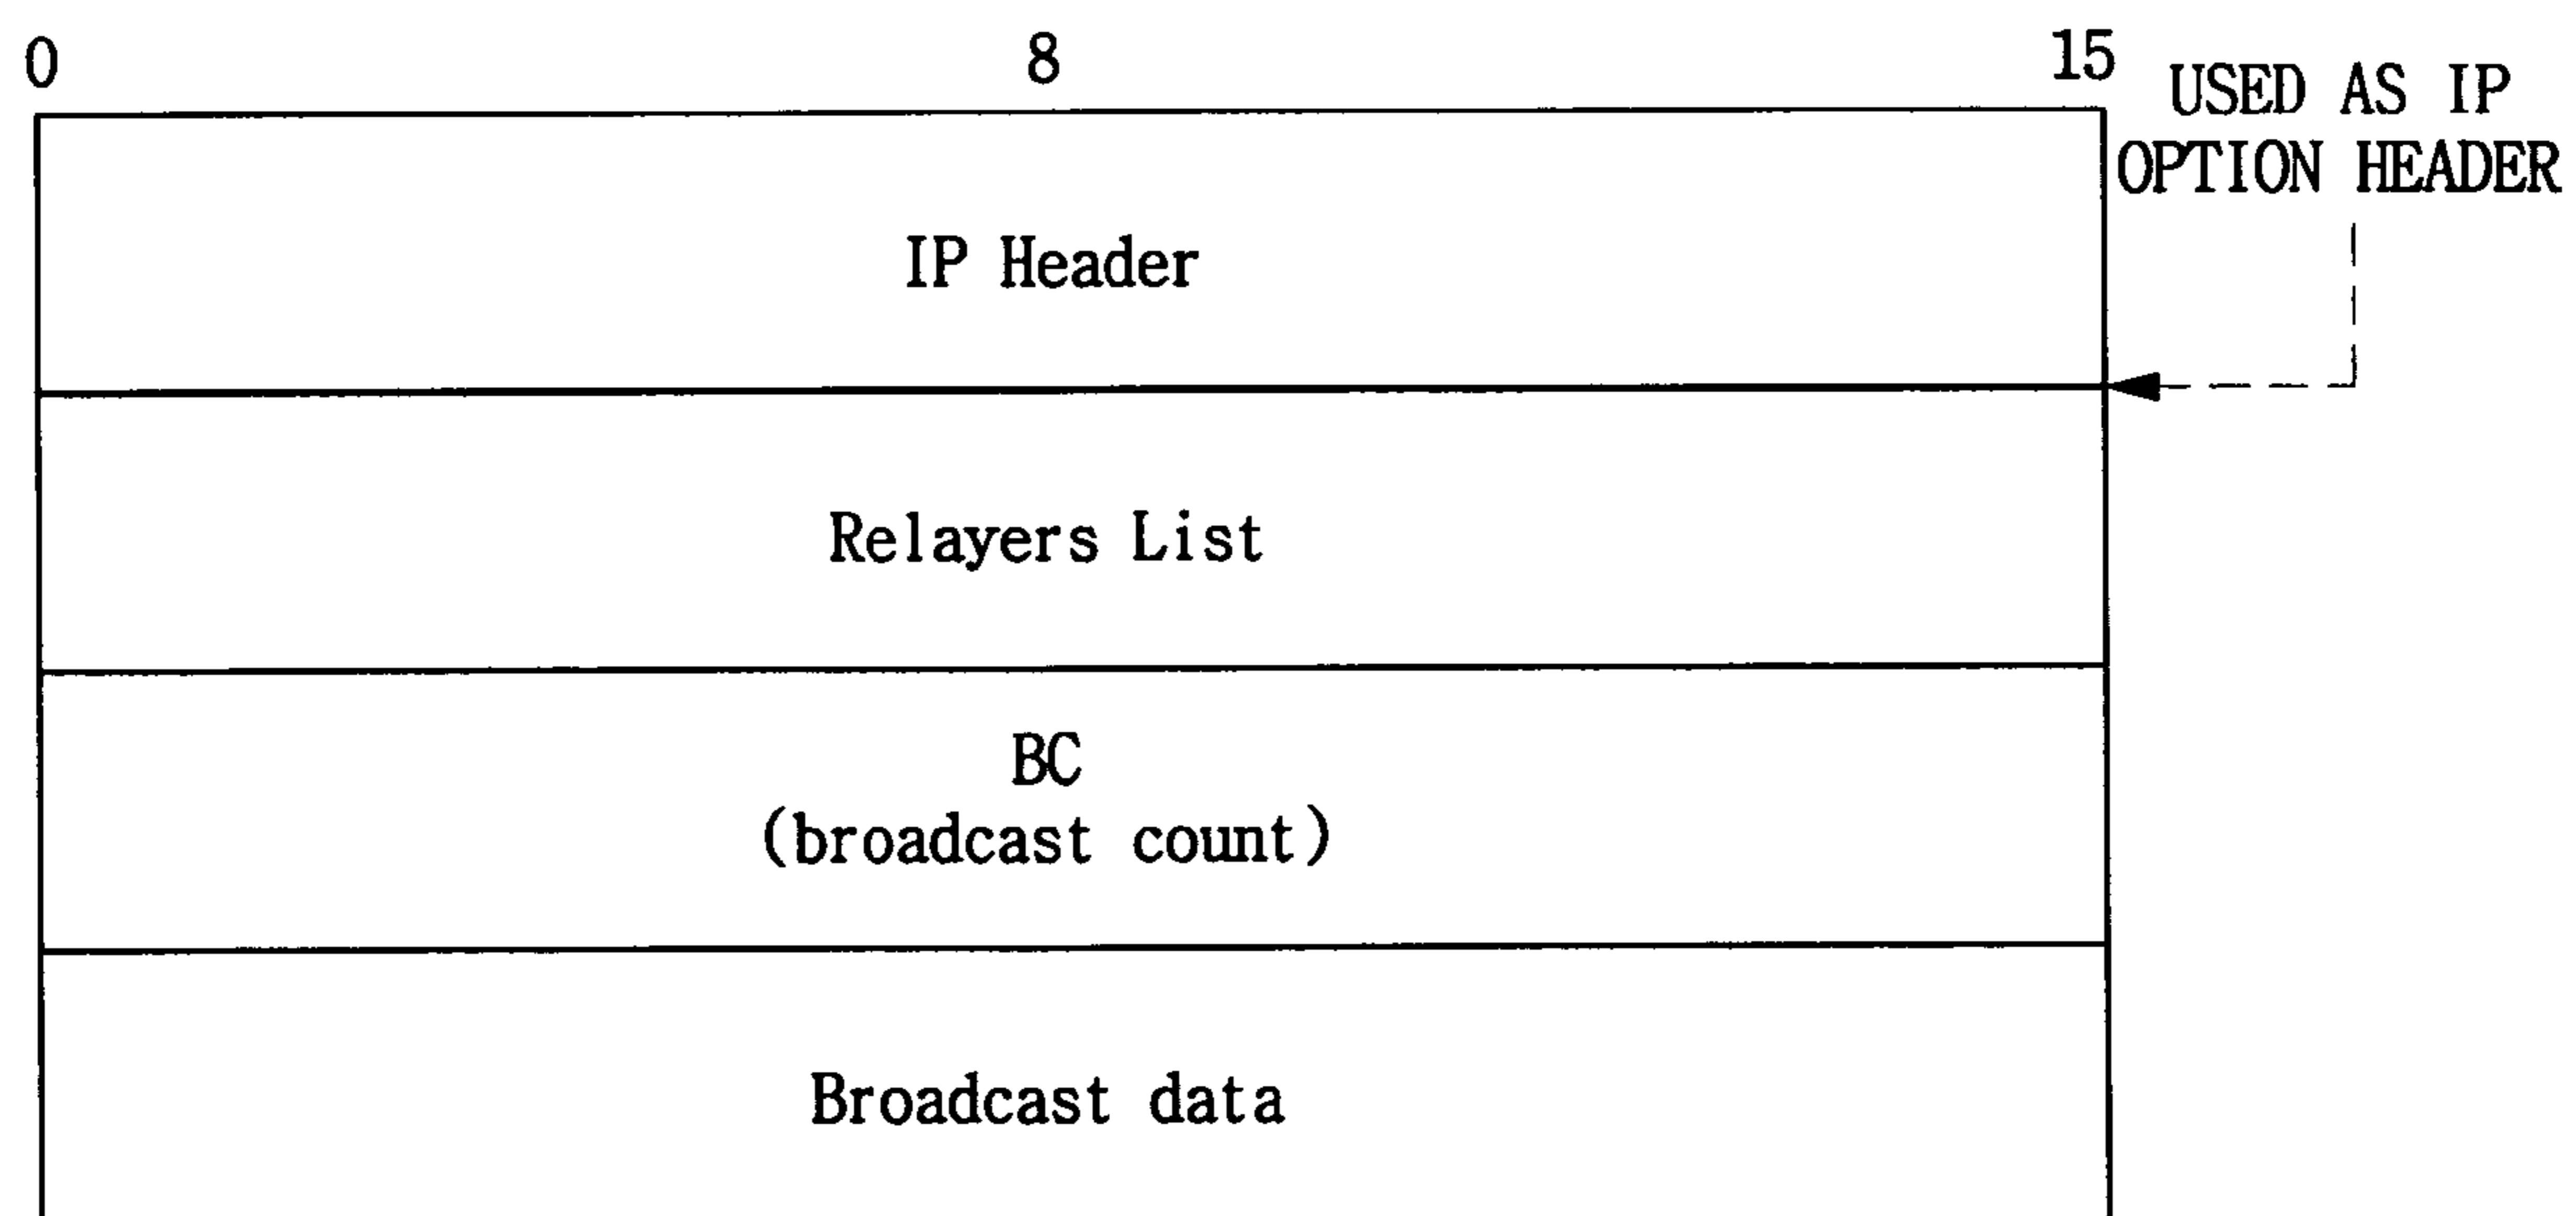 0 8 15
USED AS IP
OPTION HEADER
IP Header
Relayers List
BC
(broadcast count)
Broadcast data